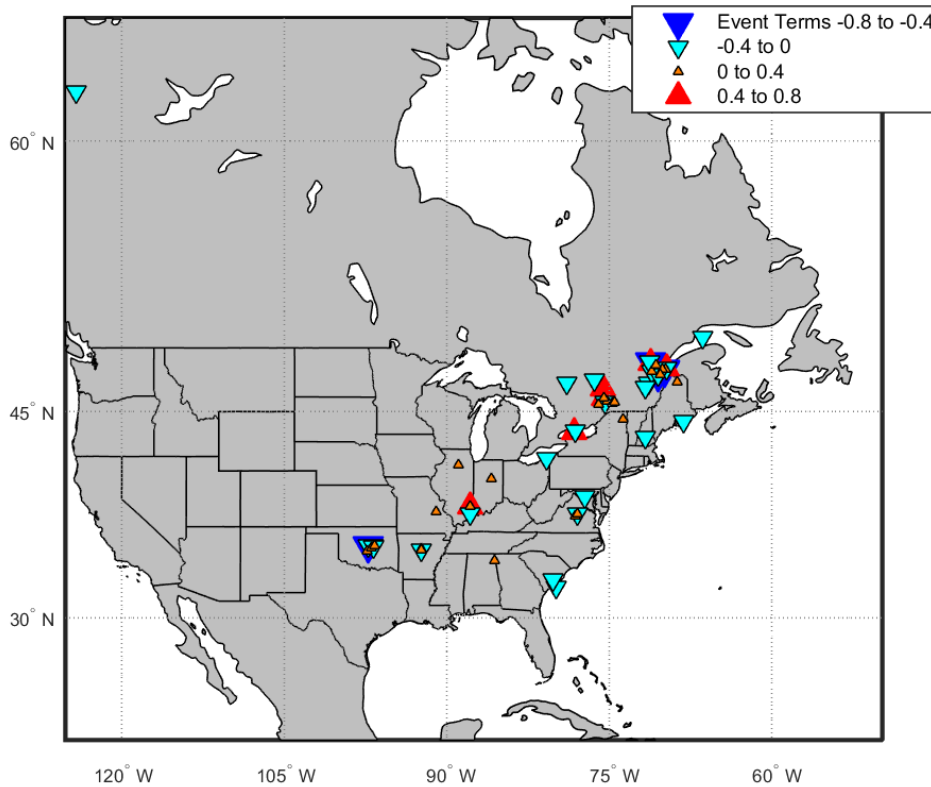 Event Terms -0.8 to -0.4
-0.4 to 0
0 to 0.4
0.4 to 0.8
60° N
45° N
30° N
120° W
105° W
90° W
75° W
60° W